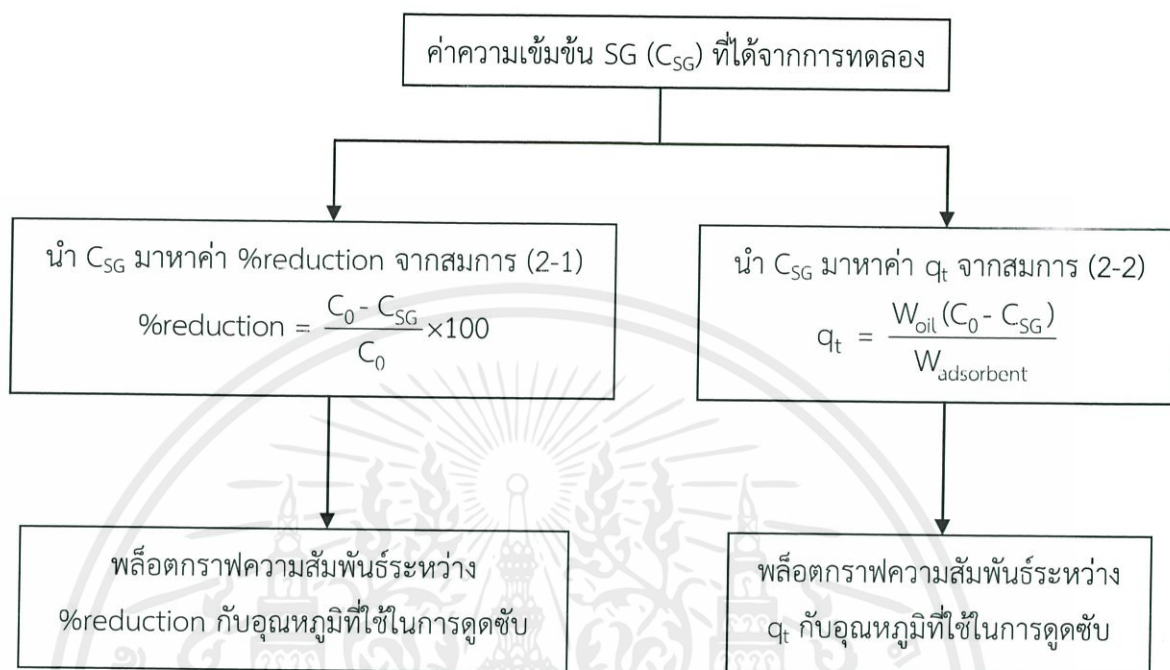 ค่าความเข้มข้น SG (C_SG) ที่ได้จากการทดลอง
นำ C_SG มาหาค่า %reduction จากสมการ (2-1)
%reduction = (C_0 - C_SG) / C_0 ×100
นำ C_SG มาหาค่า q_t จากสมการ (2-2)
q_t = W_oil (C_0 - C_SG) / W_adsorbent
พล็อตกราฟความสัมพันธ์ระหว่าง
%reduction กับอุณหภูมิที่ใช้ในการดูดซับ
พล็อตกราฟความสัมพันธ์ระหว่าง
q_t กับอุณหภูมิที่ใช้ในการดูดซับ